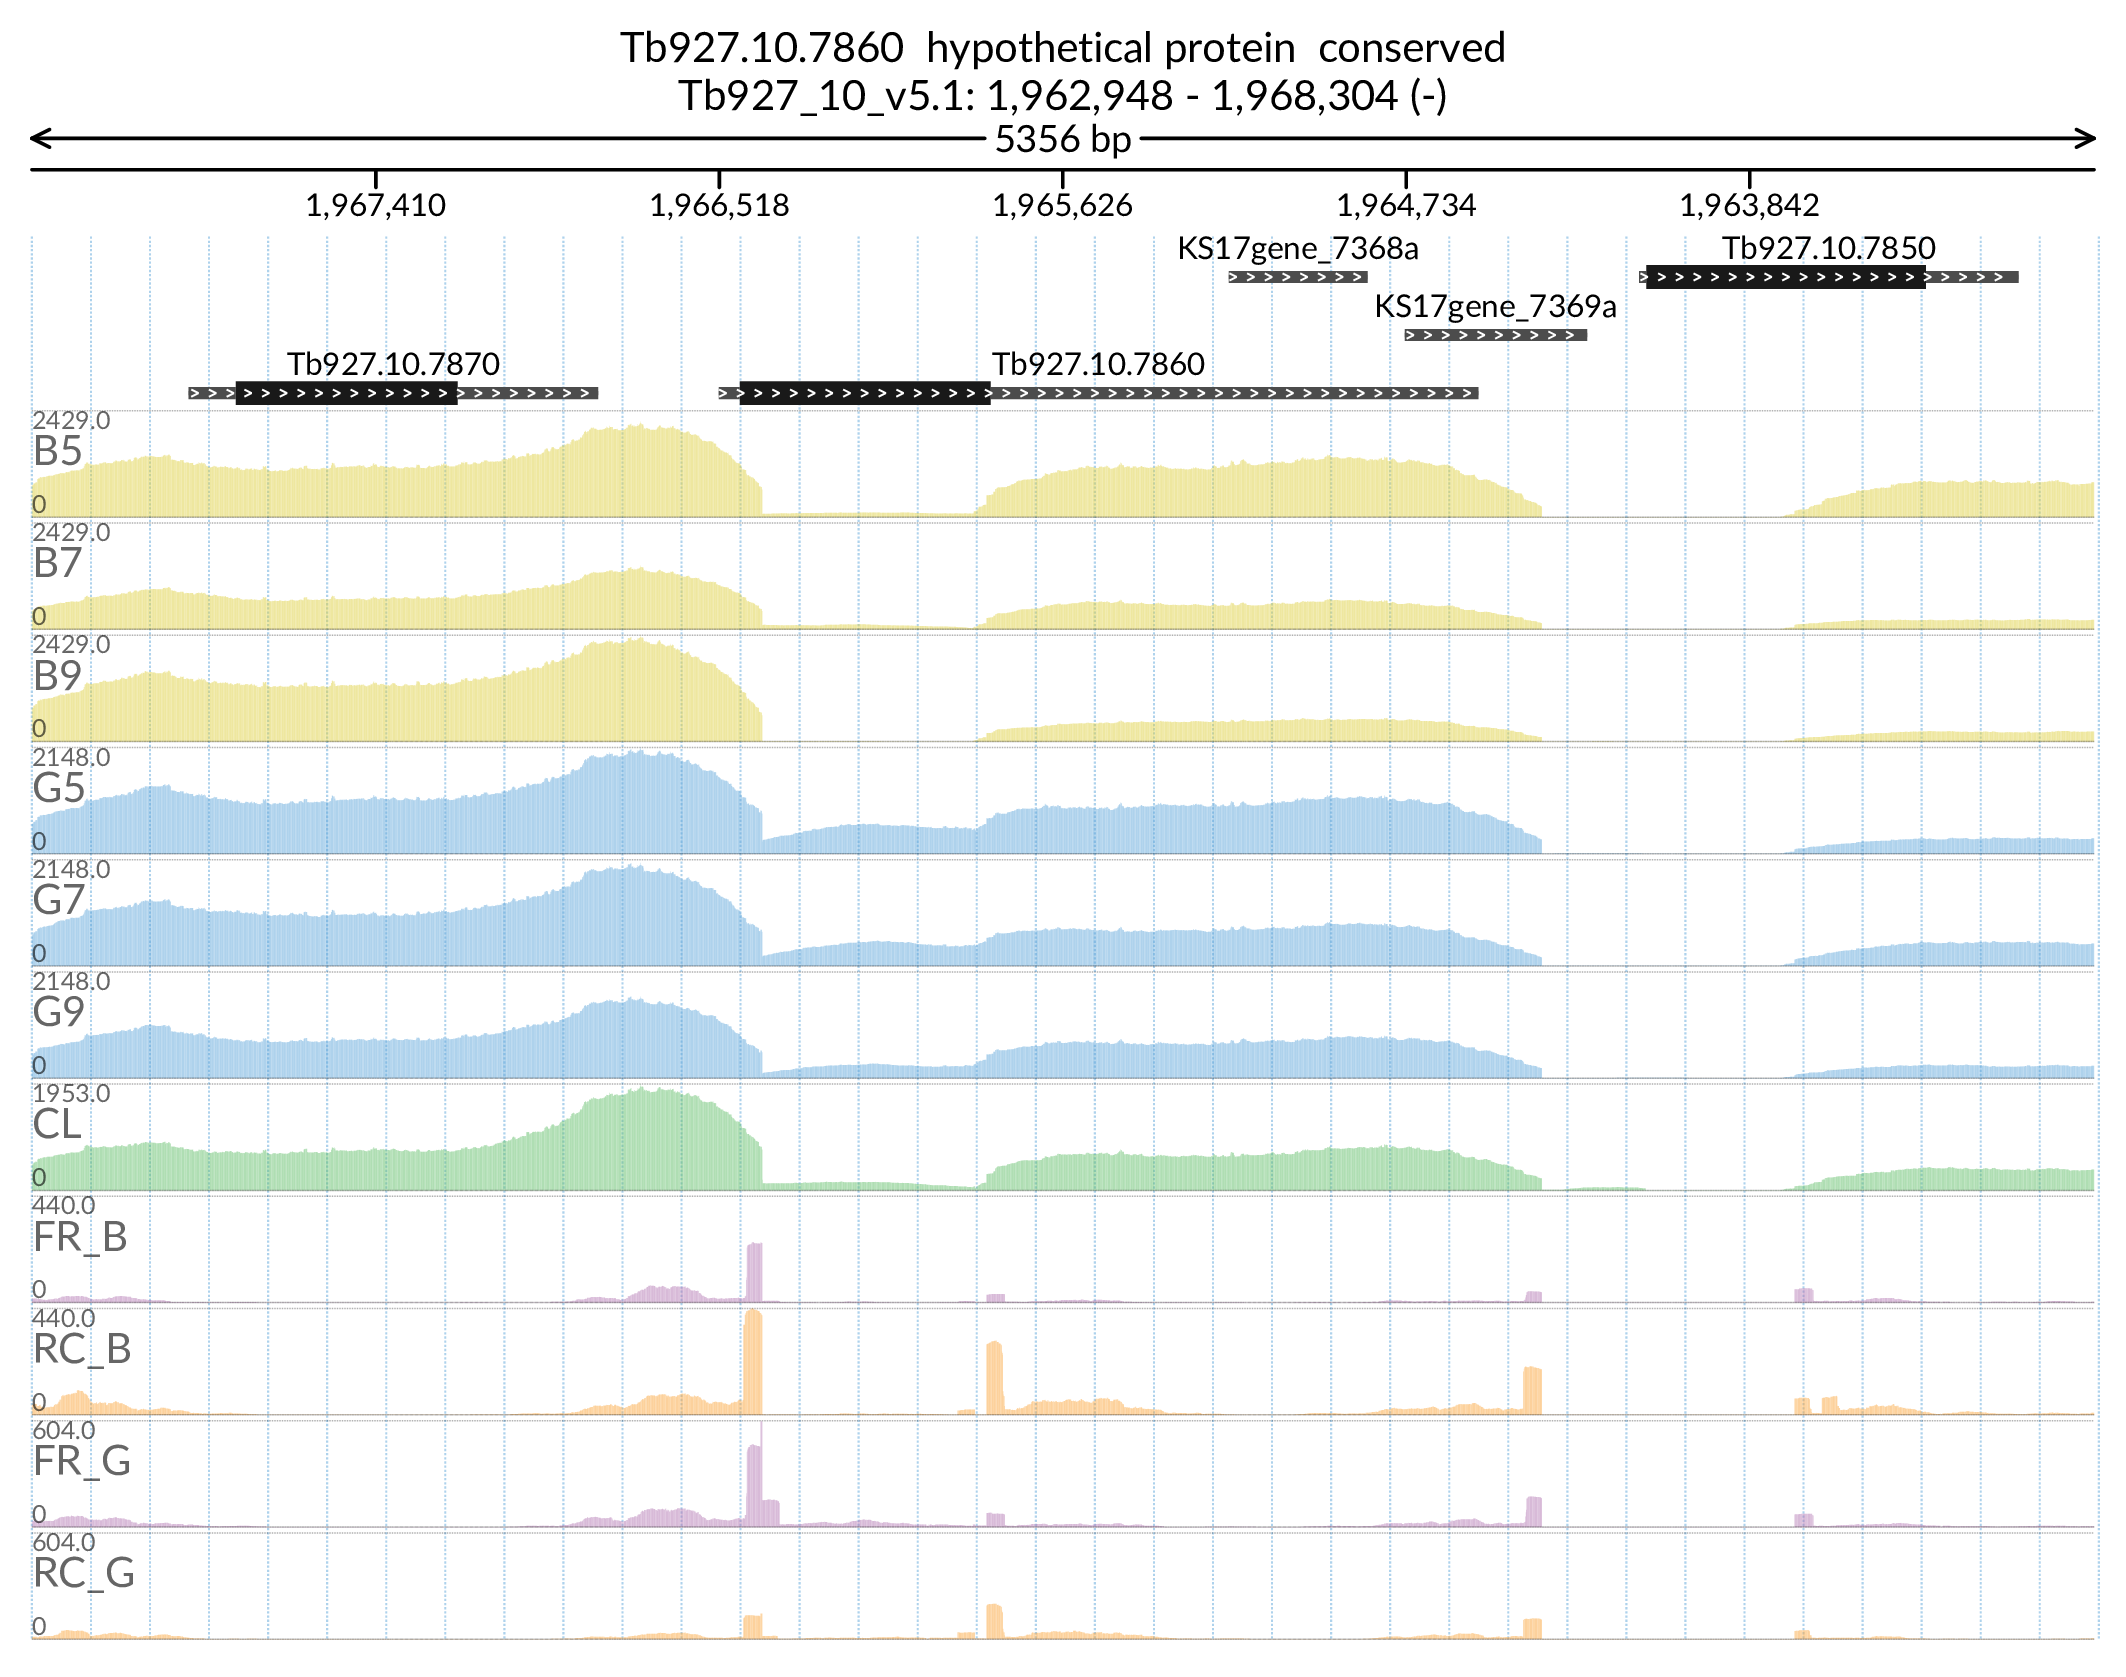 Tb927.10.7860  hypothetical protein  conserved
Tb927_10_v5.1: 1,962,948 - 1,968,304 (-)
5356 bp
1,967,410 1,966,518 1,965,626 1,964,734 1,963,842
KS17gene_7368a Tb927.10.7850
KS17gene_7369a
Tb927.10.7870 Tb927.10.7860
2429.0
B5
0
2429.0
B7
0
2429.0
B9
0
2148.0
G5
0
2148.0
G7
0
2148.0
G9
0
1953.0
CL
0
440.0
FR_B
0
440.0
RC_B
0
604.0
FR_G
0
604.0
RC_G
0